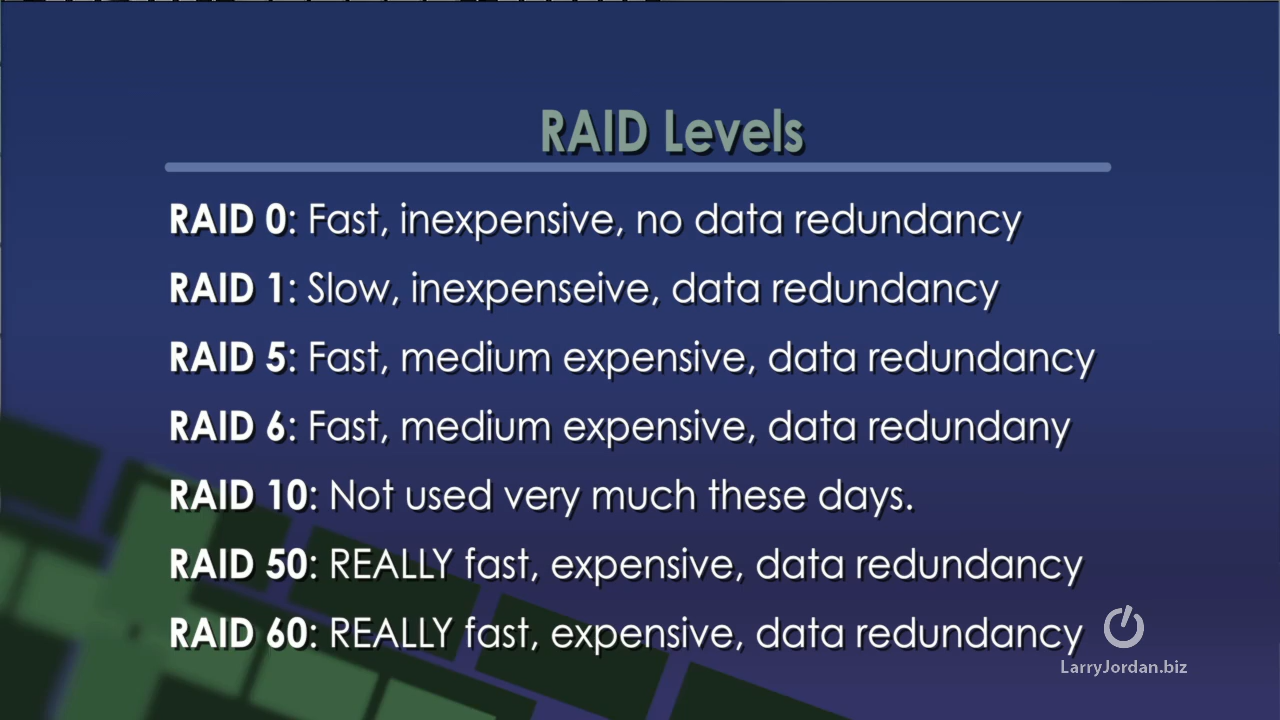 RAID Levels
RAID 0: Fast, inexpensive, no data redundancy
RAID 1: Slow, inexpenseive, data redundancy
RAID 5: Fast, medium expensive, data redundancy
RAID 6: Fast, medium expensive, data redundany
RAID 10: Not used very much these days.
RAID 50: REALLY fast, expensive, data redundancy
RAID 60: REALLY fast, expensive, data redundancy
LarryJordan.biz